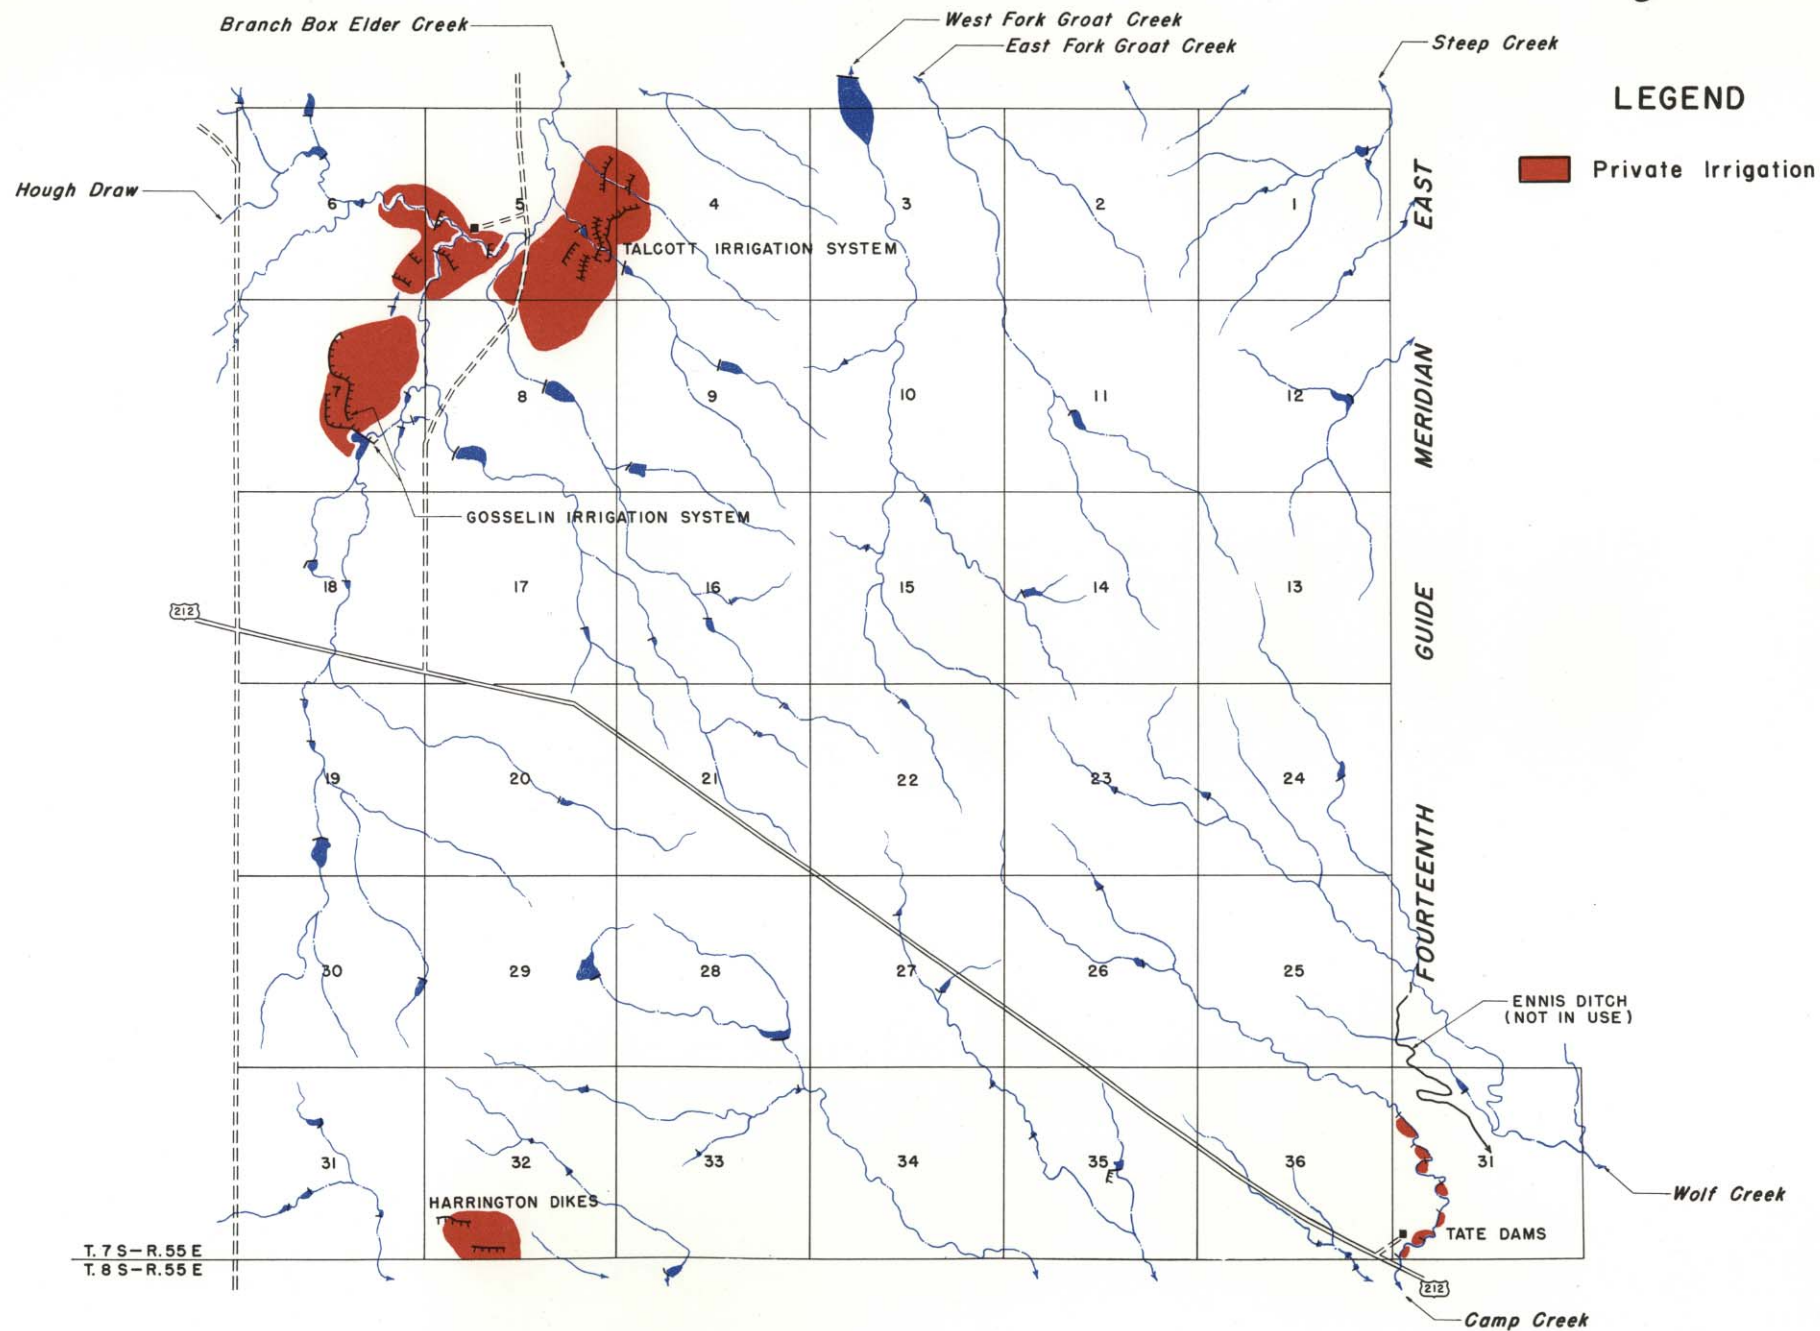 Branch Box Elder Creek
West Fork Groat Creek
East Fork Groat Creek
Steep Creek
LEGEND
Private Irrigation
Hough Draw
6
5
4
3
2
1
EAST
TALCOTT IRRIGATION SYSTEM
7
8
9
10
11
12
MERIDIAN
GOSSELIN IRRIGATION SYSTEM
18
17
16
15
14
13
GUIDE
212
19
20
21
22
23
24
FOURTEENTH
30
29
28
27
26
25
ENNIS DITCH
(NOT IN USE)
31
32
33
34
35
36
31
HARRINGTON DIKES
Wolf Creek
TATE DAMS
T. 7 S – R. 55 E
T. 8 S – R. 55 E
212
Camp Creek